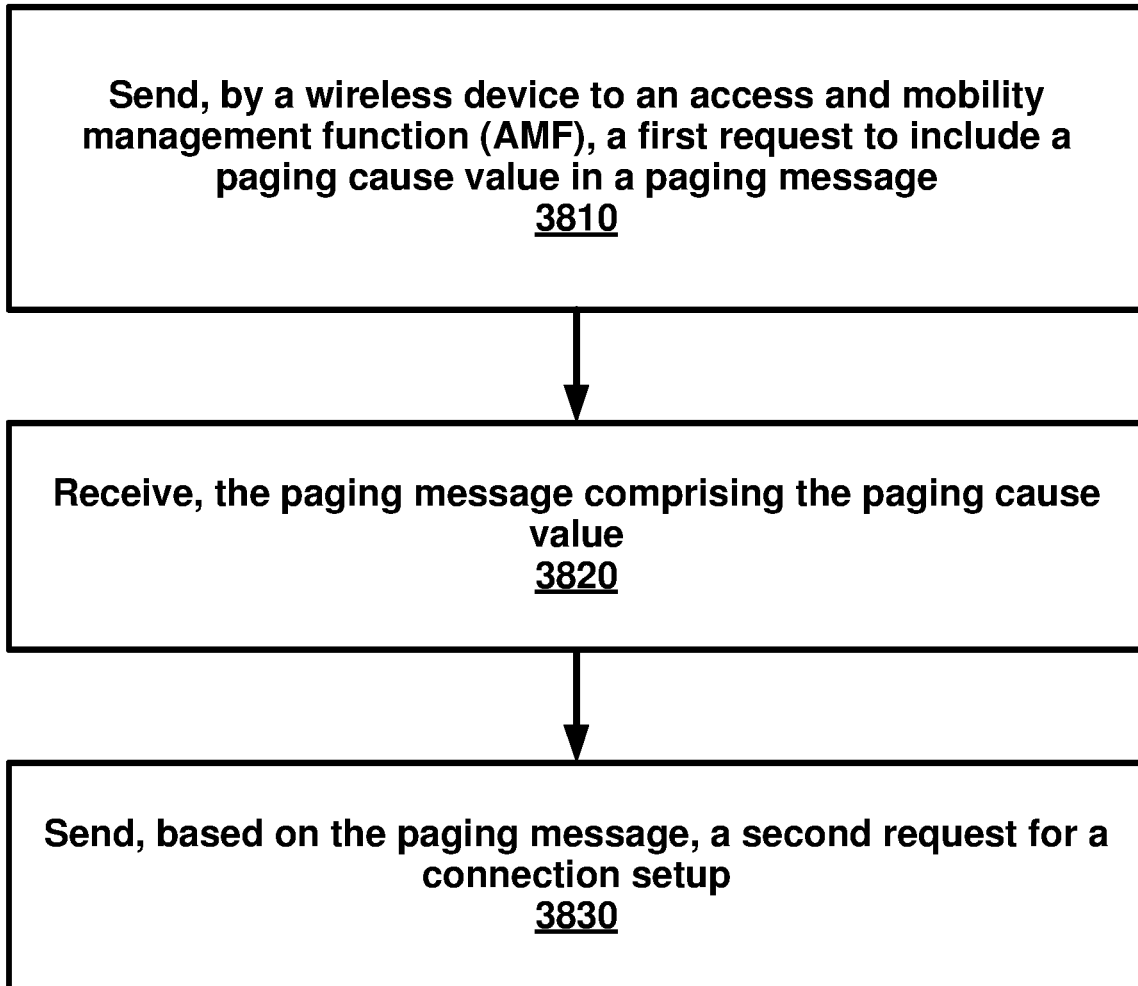 Send, by a wireless device to an access and mobility
management function (AMF), a first request to include a
paging cause value in a paging message
3810
Receive, the paging message comprising the paging cause
value
3820
Send, based on the paging message, a second request for a
connection setup
3830